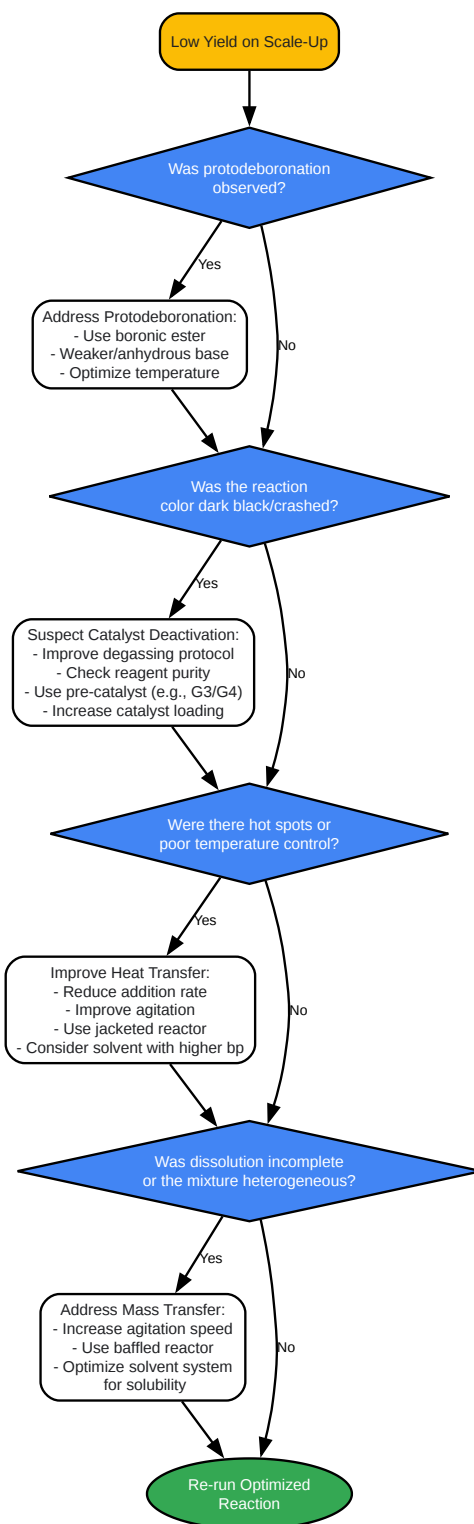 Low Yield on Scale-Up
Was protodeboronation
observed?
Yes
No
Address Protodeboronation:
- Use boronic ester
- Weaker/anhydrous base
- Optimize temperature
Was the reaction
color dark black/crashed?
Yes
No
Suspect Catalyst Deactivation:
- Improve degassing protocol
- Check reagent purity
- Use pre-catalyst (e.g., G3/G4)
- Increase catalyst loading
Were there hot spots or
poor temperature control?
Yes
No
Improve Heat Transfer:
- Reduce addition rate
- Improve agitation
- Use jacketed reactor
- Consider solvent with higher bp
Was dissolution incomplete
or the mixture heterogeneous?
Yes
No
Address Mass Transfer:
- Increase agitation speed
- Use baffled reactor
- Optimize solvent system
for solubility
Re-run Optimized
Reaction